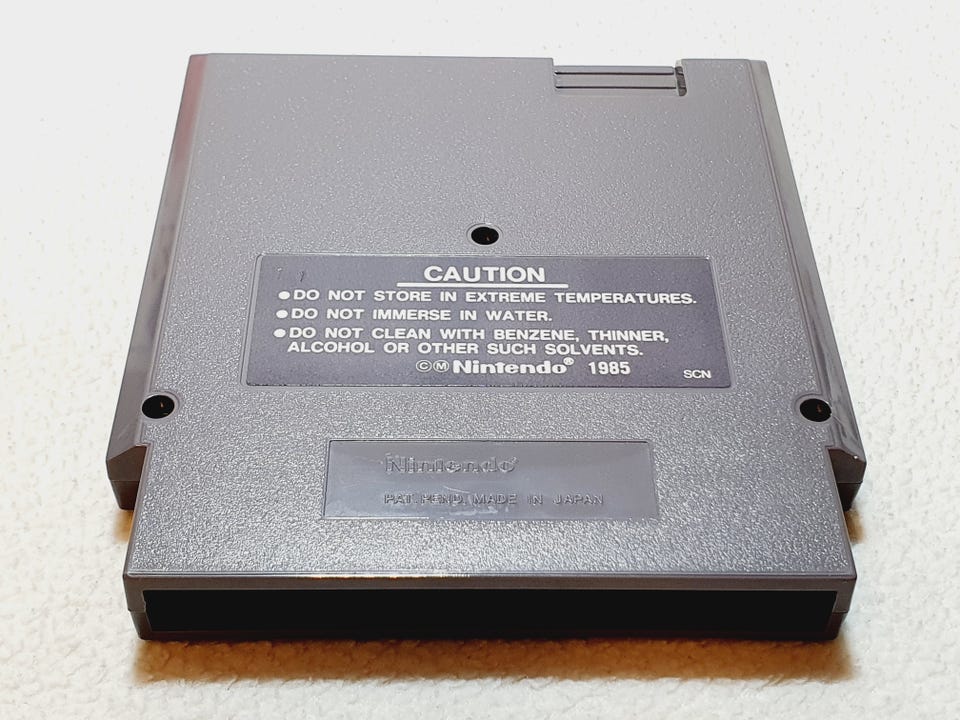 CAUTION
●DO NOT STORE IN EXTREME TEMPERATURES.
●DO NOT IMMERSE IN WATER.
●DO NOT CLEAN WITH BENZENE, THINNER,
ALCOHOL OR OTHER SUCH SOLVENTS.
©Ⓜ Nintendo® 1985
SCN
Nintendo®
PAT. PEND. MADE IN JAPAN